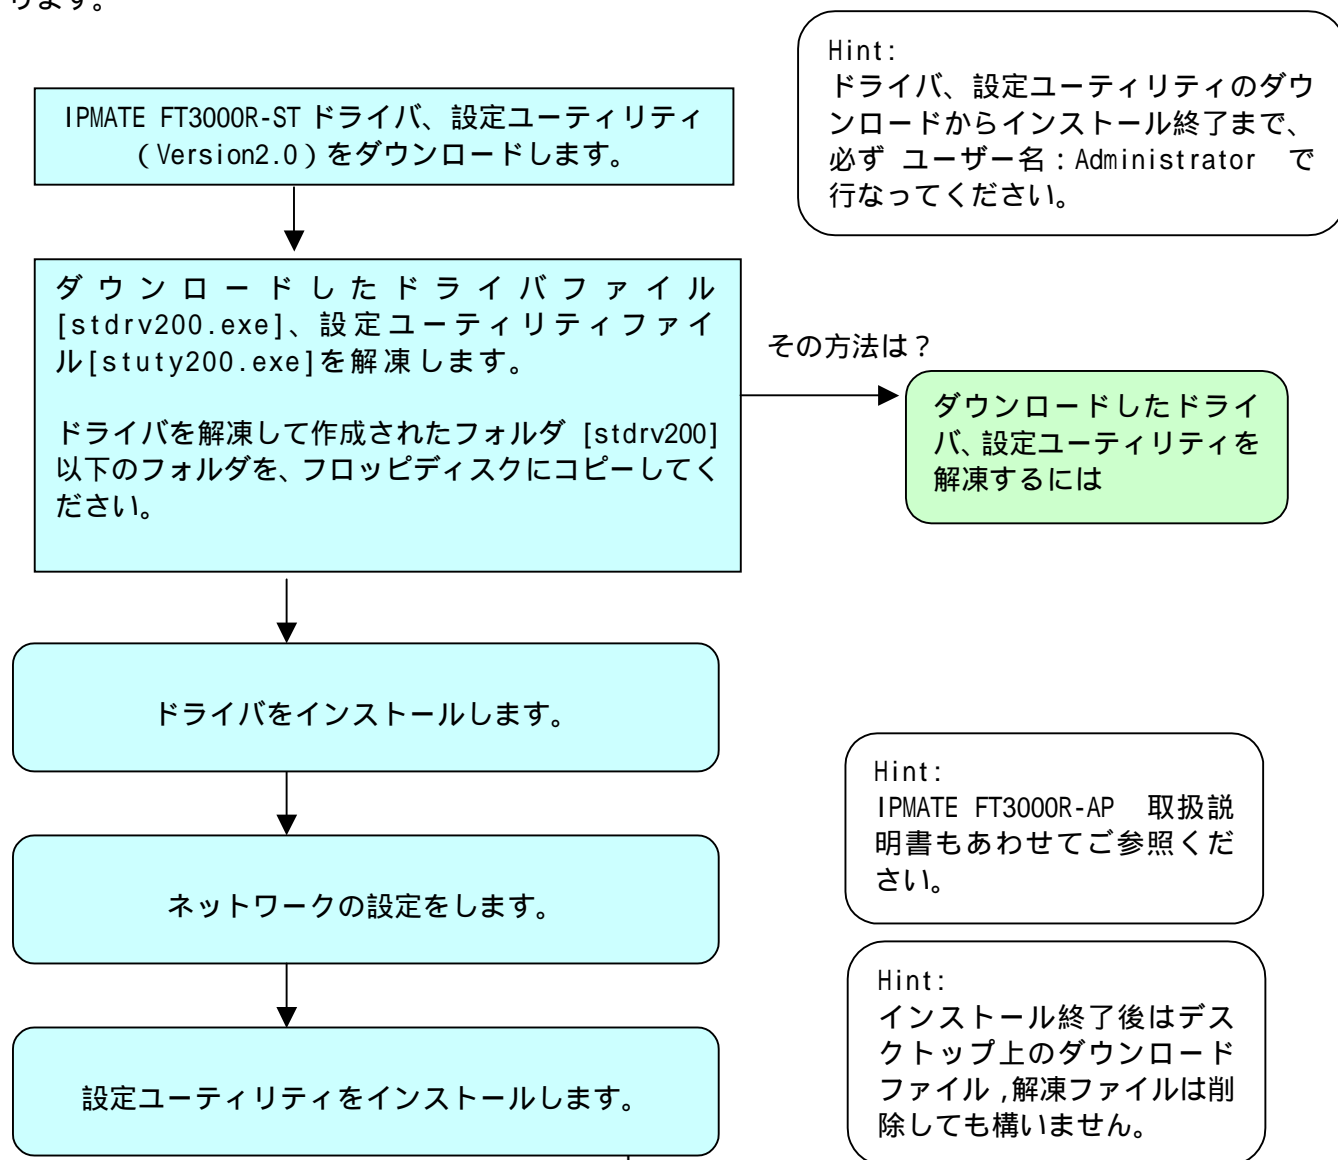 ります。
Hint:
ドライバ、設定ユーティリティのダウ
ンロードからインストール終了まで、
必ず ユーザー名：Administrator　で
行なってください。
IPMATE FT3000R-ST ドライバ、設定ユーティリティ
（Version2.0）をダウンロードします。
ダウンロードしたドライバファイル
[stdrv200.exe]、設定ユーティリティファイ
ル[stuty200.exe]を解凍します。
ドライバを解凍して作成されたフォルダ [stdrv200]
以下のフォルダを、フロッピディスクにコピーしてく
ださい。
その方法は？
ダウンロードしたドライ
バ、設定ユーティリティを
解凍するには
ドライバをインストールします。
Hint:
IPMATE FT3000R-AP　取扱説
明書もあわせてご参照くだ
さい。
ネットワークの設定をします。
Hint:
インストール終了後はデス
クトップ上のダウンロード
ファイル,解凍ファイルは削
除しても構いません。
設定ユーティリティをインストールします。